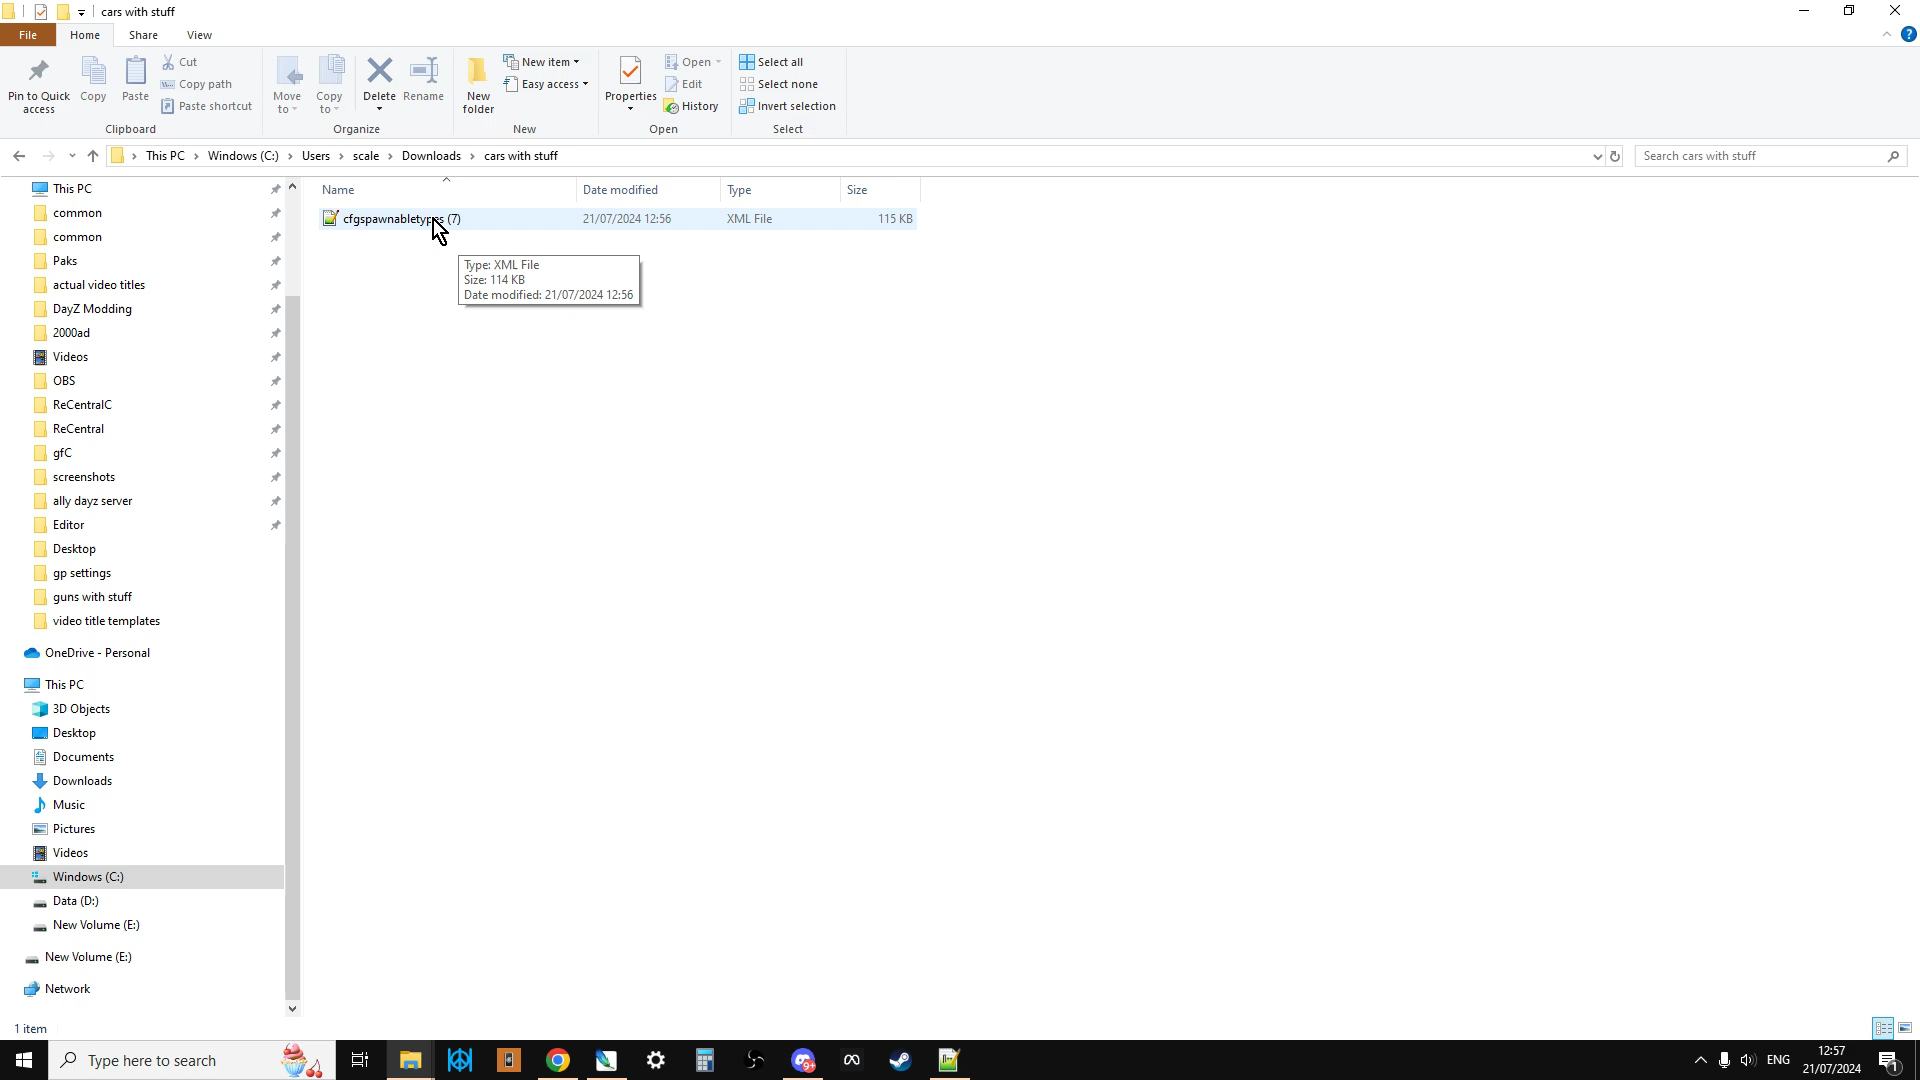 cars with stuff
File Home Share View
Pin to Quick access
Copy
Paste
Cut
Copy path
Paste shortcut
Clipboard
Move to
Copy to
Delete
Rename
Organize
New folder
New item
Easy access
New
Properties
Open
Edit
History
Open
Select all
Select none
Invert selection
Select
This PC › Windows (C:) › Users › scale › Downloads › cars with stuff
Search cars with stuff
This PC
common
common
Paks
actual video titles
DayZ Modding
2000ad
Videos
OBS
ReCentralC
ReCentral
gfC
screenshots
ally dayz server
Editor
Desktop
gp settings
guns with stuff
video title templates
OneDrive - Personal
This PC
3D Objects
Desktop
Documents
Downloads
Music
Pictures
Videos
Windows (C:)
Data (D:)
New Volume (E:)
New Volume (E:)
Network
Name Date modified Type Size
cfgspawnabletypes (7) 21/07/2024 12:56 XML File 115 KB
Type: XML File
Size: 114 KB
Date modified: 21/07/2024 12:56
1 item
Type here to search
9+
ENG
12:57
21/07/2024
1